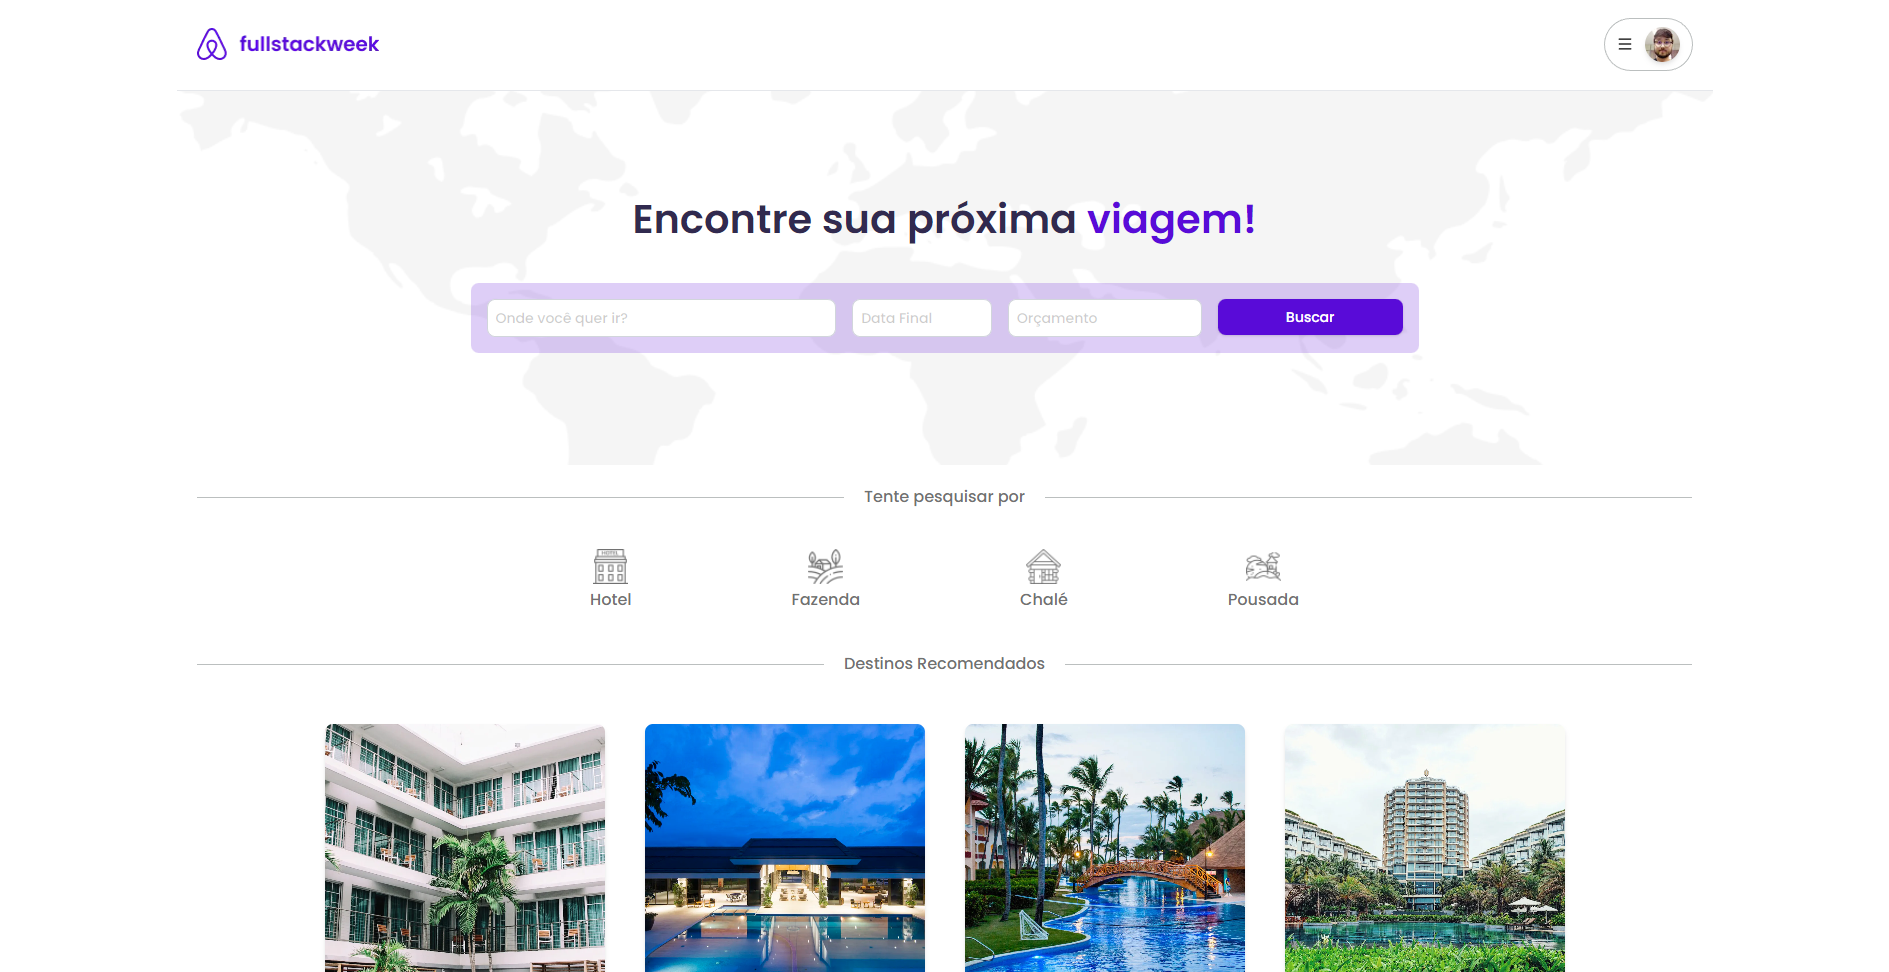 fullstackweek
Encontre sua próxima viagem!
Onde você quer ir?
Data Final
Orçamento
Buscar
Tente pesquisar por
HOTEL
Hotel
Fazenda
Chalé
Pousada
Destinos Recomendados